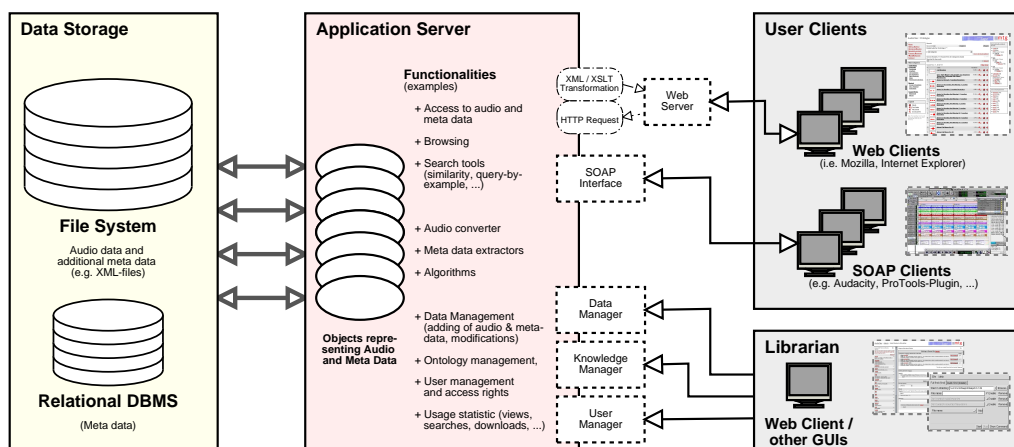 Data Storage
File System
Audio data and
additional meta data
(e.g. XML-files)
Relational DBMS
(Meta data)
Application Server
Functionalities
(examples)
+ Access to audio and
meta data
+ Browsing
+ Search tools
(similarity, query-by-
example, ...)
+ Audio converter
+ Meta data extractors
+ Algorithms
+ Data Management
(adding of audio & meta-
data, modifications)
+ Ontology management,
+ User management
and access rights
+ Usage statistic (views,
searches, downloads, ...)
Objects repre-
senting Audio
and Meta Data
XML / XSLT
Transformation
HTTP Request
Web
Server
SOAP
Interface
Data
Manager
Knowledge
Manager
User
Manager
User Clients
Web Clients
(i.e. Mozilla, Internet Explorer)
SOAP Clients
(e.g. Audacity, ProTools-Plugin, ...)
Librarian
Web Client /
other GUIs